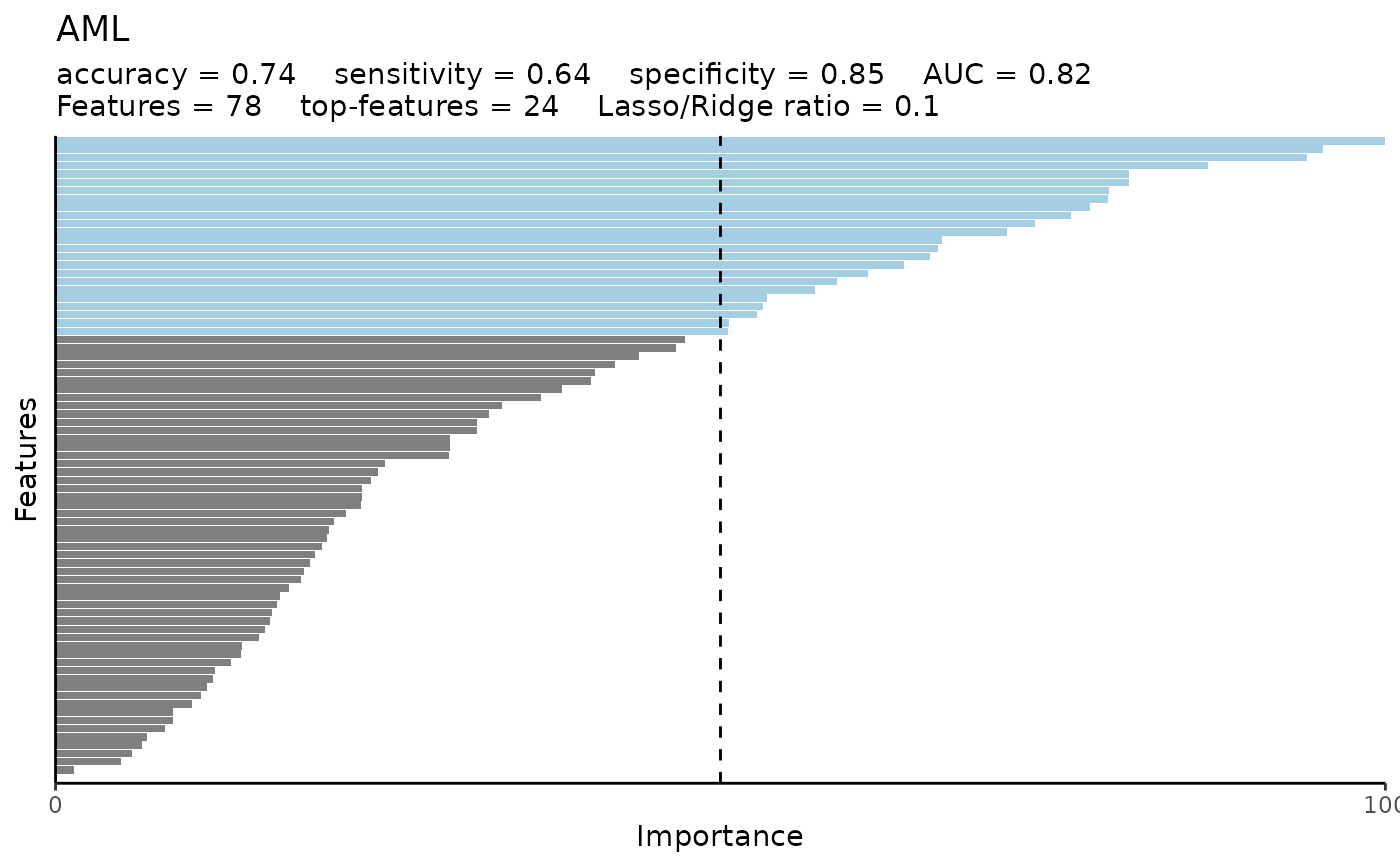 AML
accuracy = 0.74    sensitivity = 0.64    specificity = 0.85    AUC = 0.82
Features = 78    top-features = 24    Lasso/Ridge ratio = 0.1
Features
0
100
Importance